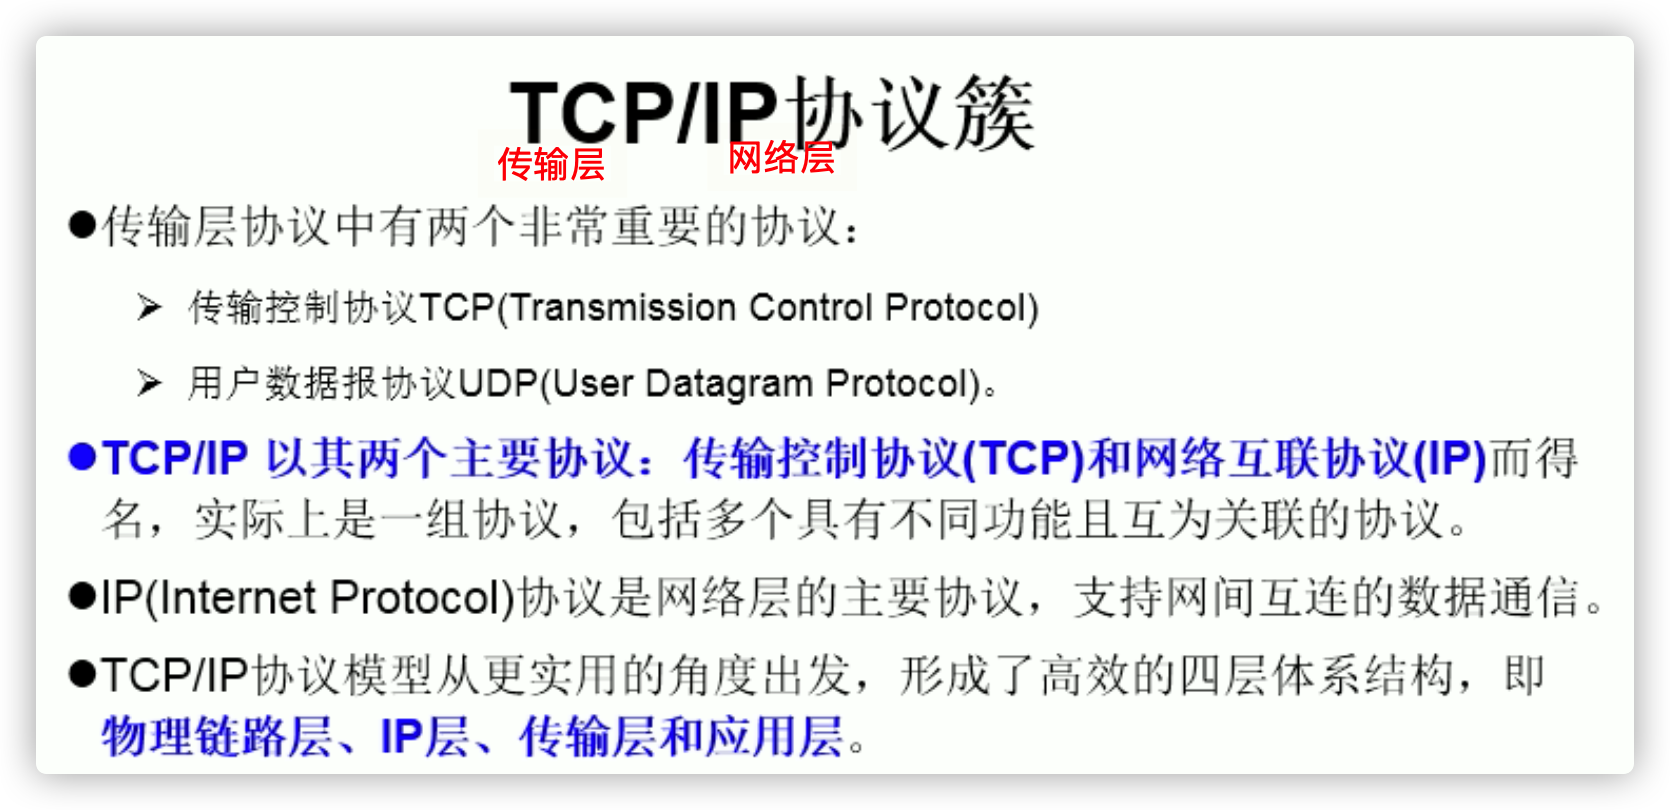 TCP/IP协议簇
传输层 网络层
●传输层协议中有两个非常重要的协议：
➢ 传输控制协议TCP(Transmission Control Protocol)
➢ 用户数据报协议UDP(User Datagram Protocol)。
●TCP/IP 以其两个主要协议：传输控制协议(TCP)和网络互联协议(IP)而得
名，实际上是一组协议，包括多个具有不同功能且互为关联的协议。
●IP(Internet Protocol)协议是网络层的主要协议，支持网间互连的数据通信。
●TCP/IP协议模型从更实用的角度出发，形成了高效的四层体系结构，即
物理链路层、IP层、传输层和应用层。